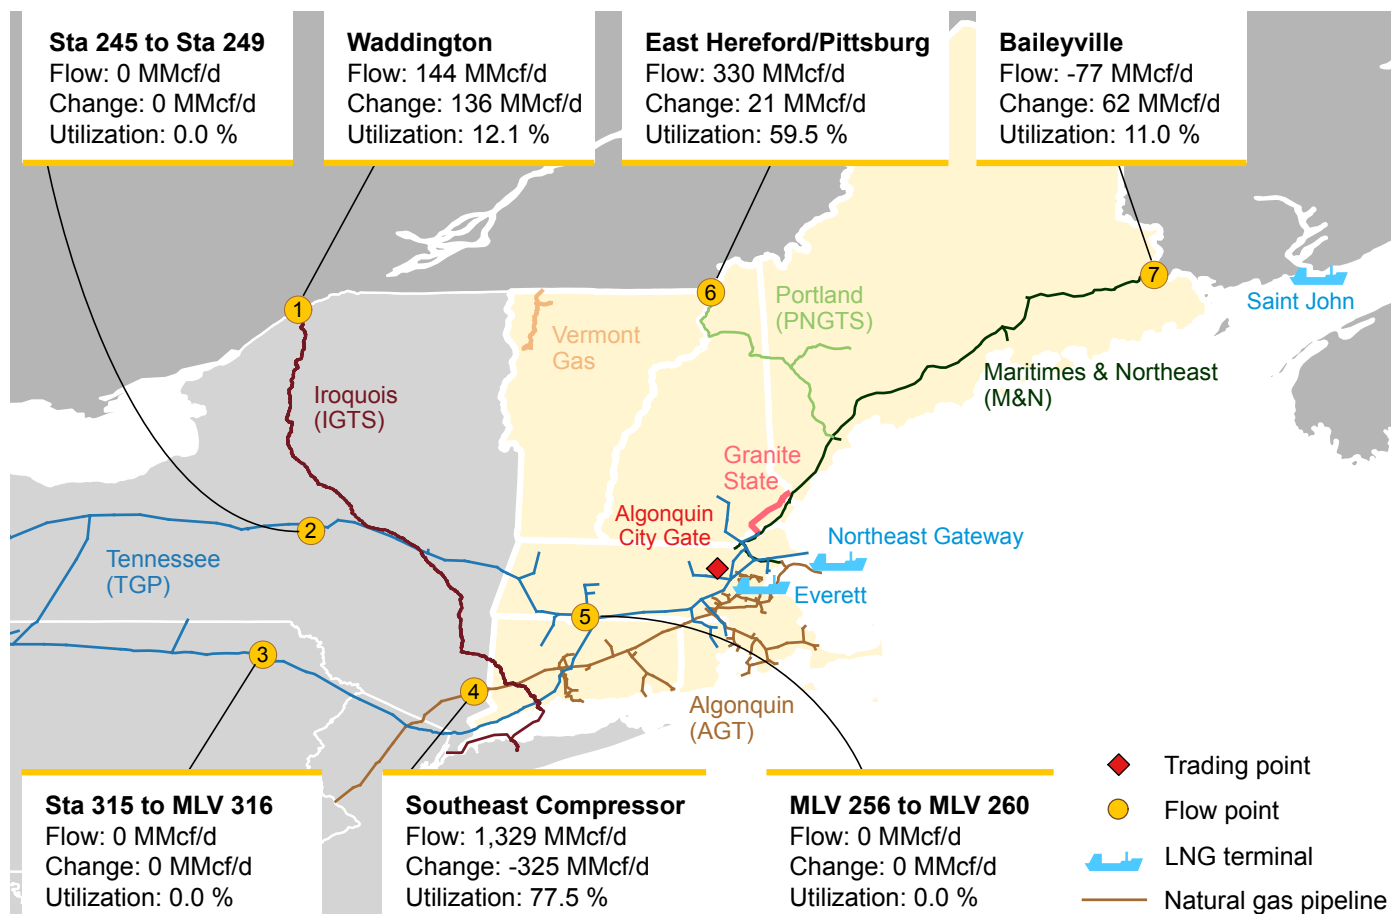 Sta 245 to Sta 249
Flow: 0 MMcf/d
Change: 0 MMcf/d
Utilization: 0.0 %
Waddington
Flow: 144 MMcf/d
Change: 136 MMcf/d
Utilization: 12.1 %
East Hereford/Pittsburg
Flow: 330 MMcf/d
Change: 21 MMcf/d
Utilization: 59.5 %
Baileyville
Flow: -77 MMcf/d
Change: 62 MMcf/d
Utilization: 11.0 %
1
6
7
Portland
(PNGTS)
Saint John
Vermont
Gas
Maritimes & Northeast
(M&N)
Iroquois
(IGTS)
Granite
State
Algonquin
City Gate
2
Northeast Gateway
Tennessee
(TGP)
Everett
5
3
4
Algonquin
(AGT)
Sta 315 to MLV 316
Flow: 0 MMcf/d
Change: 0 MMcf/d
Utilization: 0.0 %
Southeast Compressor
Flow: 1,329 MMcf/d
Change: -325 MMcf/d
Utilization: 77.5 %
MLV 256 to MLV 260
Flow: 0 MMcf/d
Change: 0 MMcf/d
Utilization: 0.0 %
Trading point
Flow point
LNG terminal
Natural gas pipeline